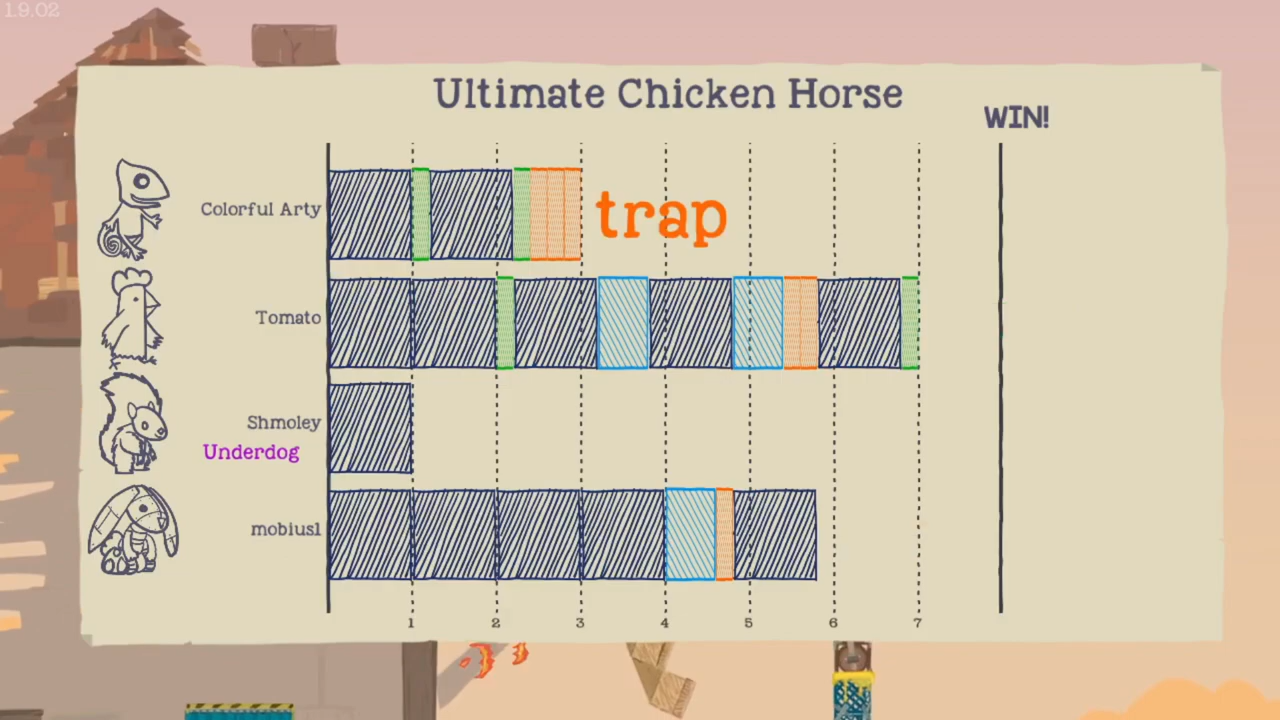 1.9.02
Ultimate Chicken Horse
WIN!
Colorful Arty
trap
Tomato
Shmoley
Underdog
mobius1
1 2 3 4 5 6 7